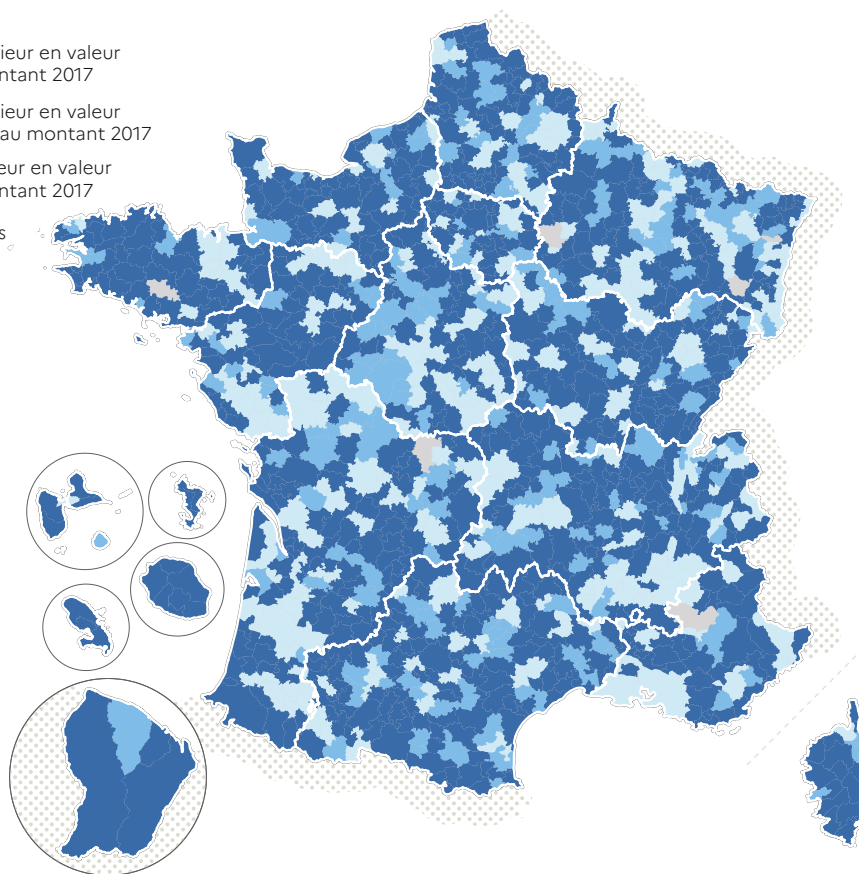 ieur en valeur
ntant 2017
ieur en valeur
au montant 2017
eur en valeur
ntant 2017
s